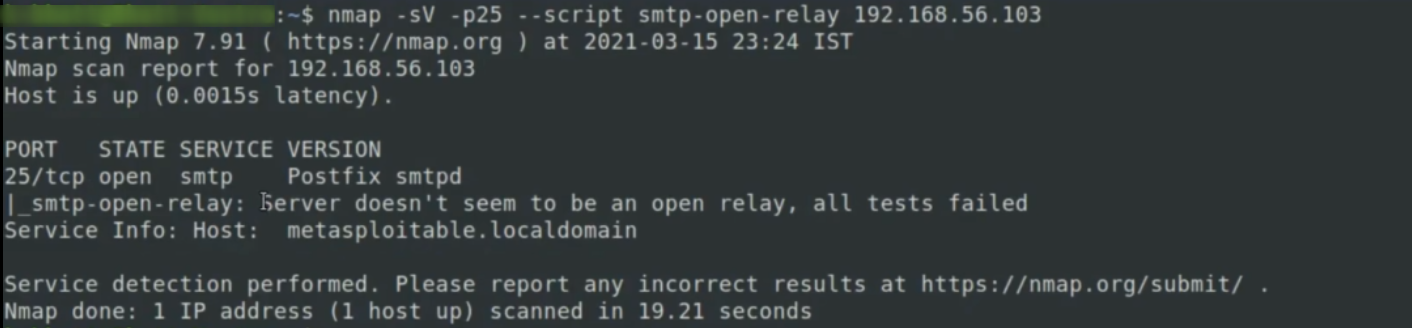 :~$ nmap -sV -p25 --script smtp-open-relay 192.168.56.103
Starting Nmap 7.91 ( https://nmap.org ) at 2021-03-15 23:24 IST
Nmap scan report for 192.168.56.103
Host is up (0.0015s latency).
PORT   STATE SERVICE VERSION
25/tcp open  smtp    Postfix smtpd
|_smtp-open-relay: Server doesn't seem to be an open relay, all tests failed
Service Info: Host:  metasploitable.localdomain
Service detection performed. Please report any incorrect results at https://nmap.org/submit/ .
Nmap done: 1 IP address (1 host up) scanned in 19.21 seconds